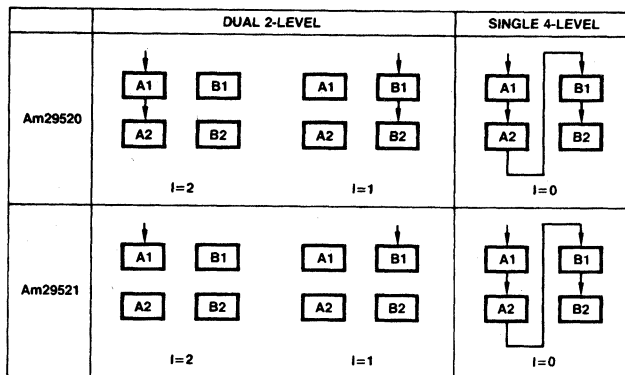 DUAL 2-LEVEL SINGLE 4-LEVEL
Am29520
A1 B1 A1 B1 A1 B1
A2 B2 A2 B2 A2 B2
I=2 I=1 I=0
Am29521
A1 B1 A1 B1 A1 B1
A2 B2 A2 B2 A2 B2
I=2 I=1 I=0